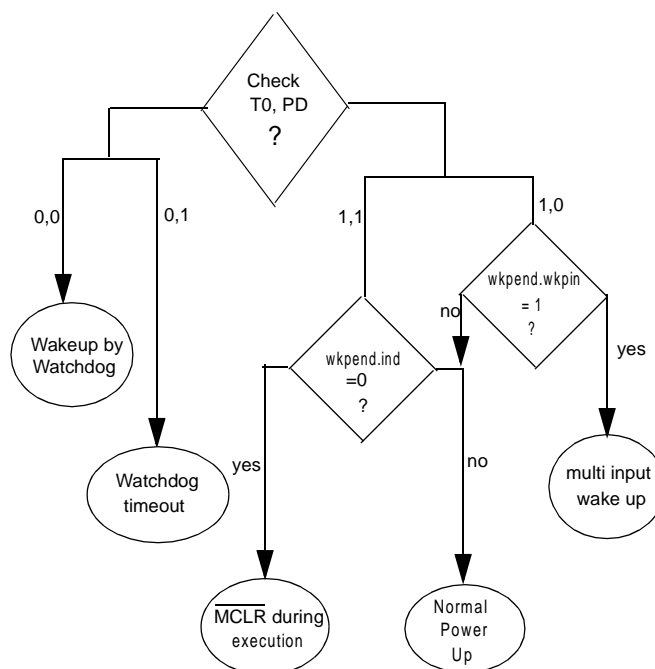 Check
T0, PD
?
0,0
0,1
1,1
1,0
wkpend.wkpin
= 1
?
no
yes
Wakeup by
Watchdog
wkpend.ind
=0
?
yes
no
Watchdog
timeout
multi input
wake up
M̅C̅L̅R̅ during
execution
Normal
Power
Up